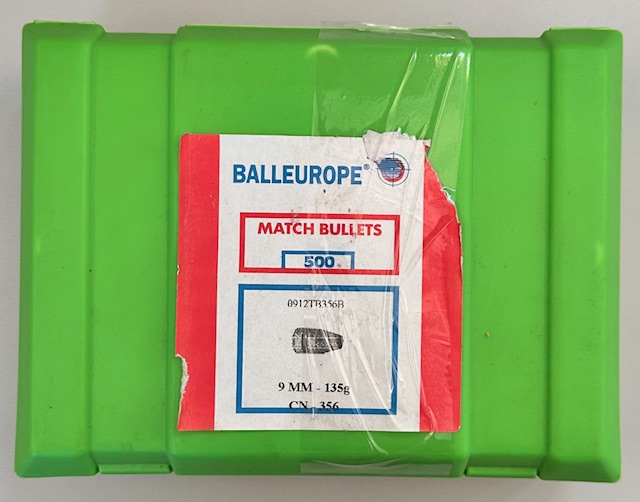 BALLEUROPE®
MATCH BULLETS
500
0912TB356B
9 MM - 135g
CN - 356